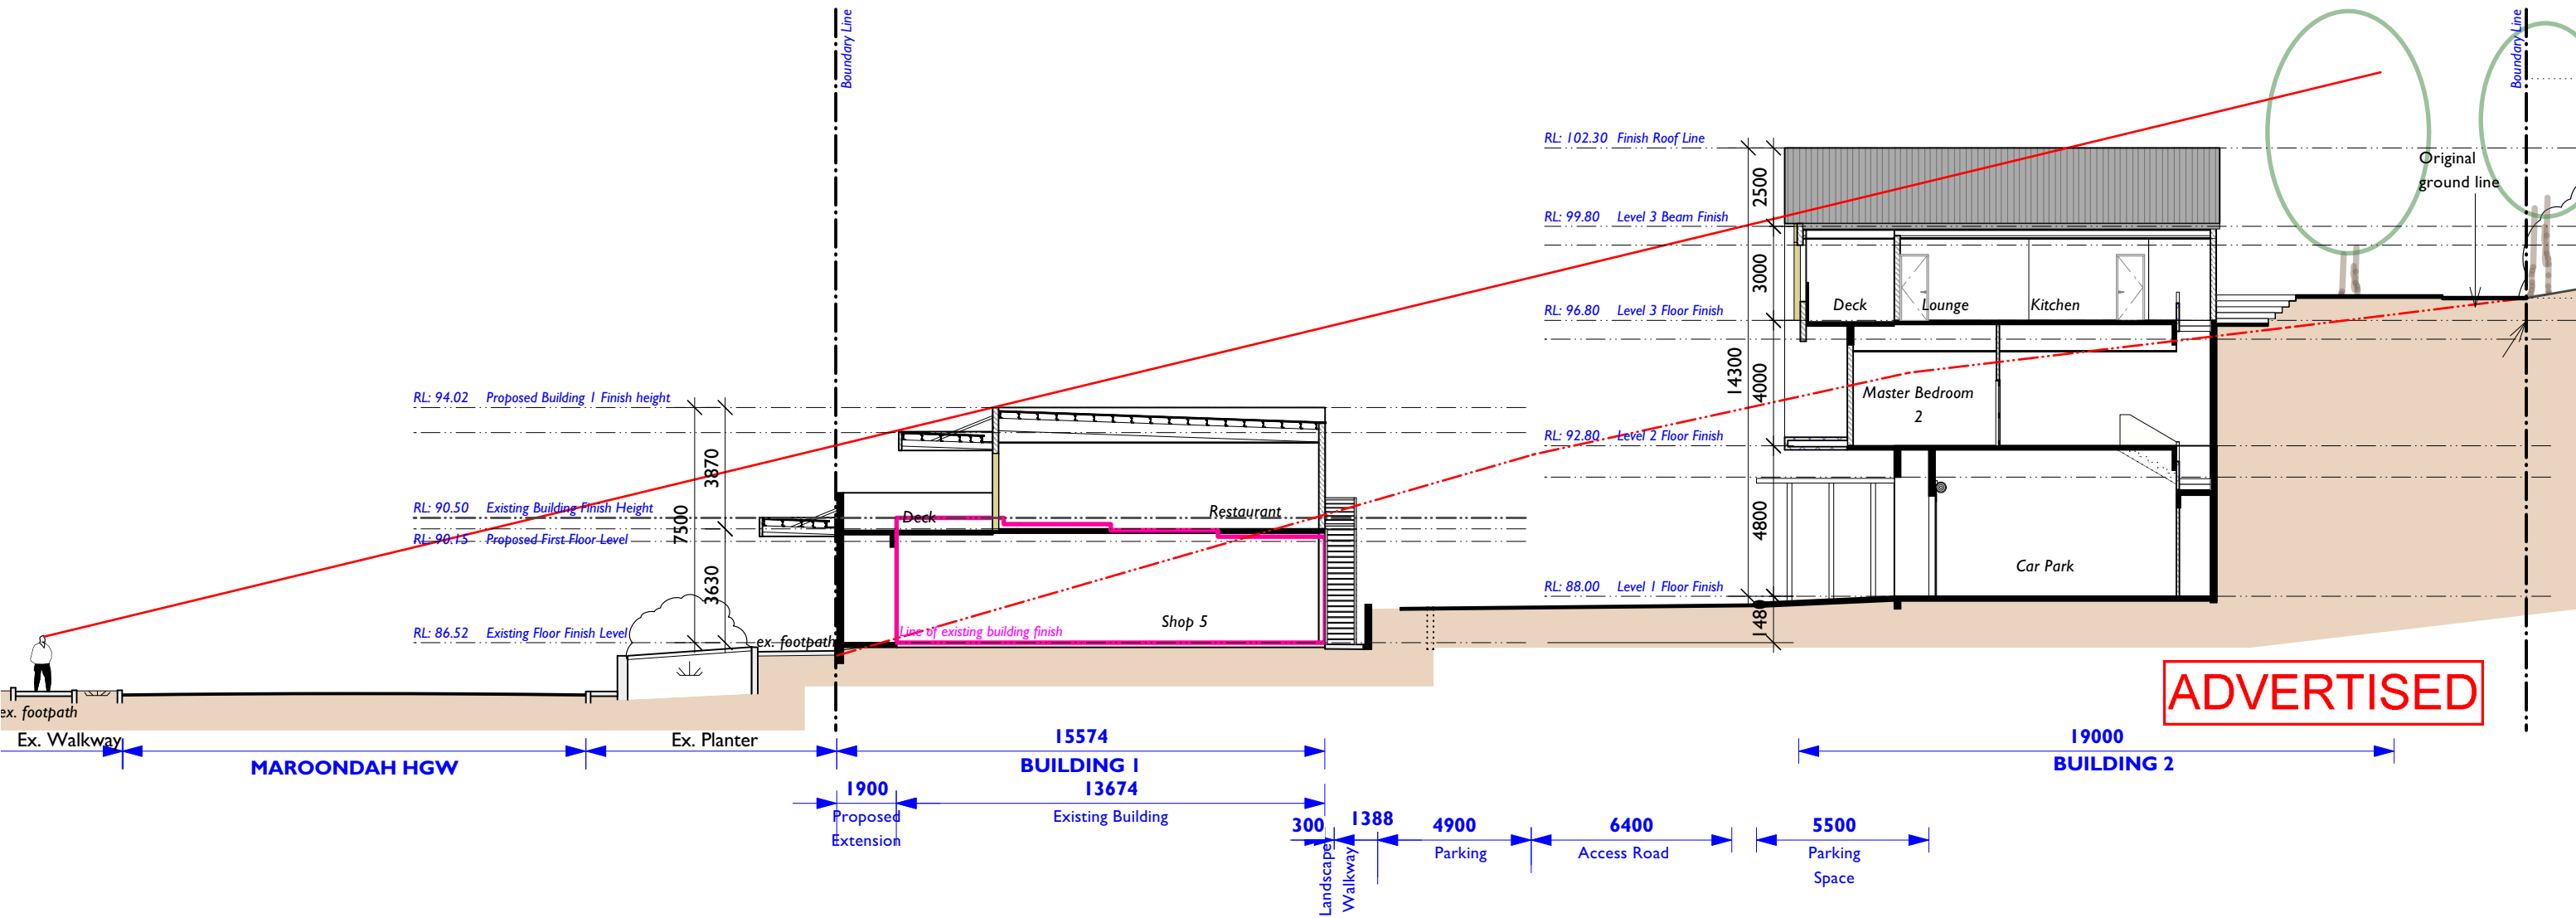 Boundary Line
Boundary Line
RL: 102.30 Finish Roof Line
Original
ground line
2500
RL: 99.80 Level 3 Beam Finish
3000
Deck
Lounge
Kitchen
RL: 96.80 Level 3 Floor Finish
14300
4000
Master Bedroom
2
RL: 94.02 Proposed Building 1 Finish height
RL: 92.80 Level 2 Floor Finish
3870
7500
RL: 90.50 Existing Building Finish Height
Deck
Restaurant
RL: 90.15 Proposed First Floor Level
4800
Car Park
3630
RL: 88.00 Level 1 Floor Finish
1480
Shop 5
RL: 86.52 Existing Floor Finish Level
Line of existing building finish
ex. footpath
ADVERTISED
ex. footpath
Ex. Walkway
Ex. Planter
15574
19000
MAROONDAH HGW
BUILDING 1
BUILDING 2
1900
13674
Proposed
Extension
Existing Building
300
1388
4900
6400
5500
Landscape
Walkway
Parking
Access Road
Parking
Space